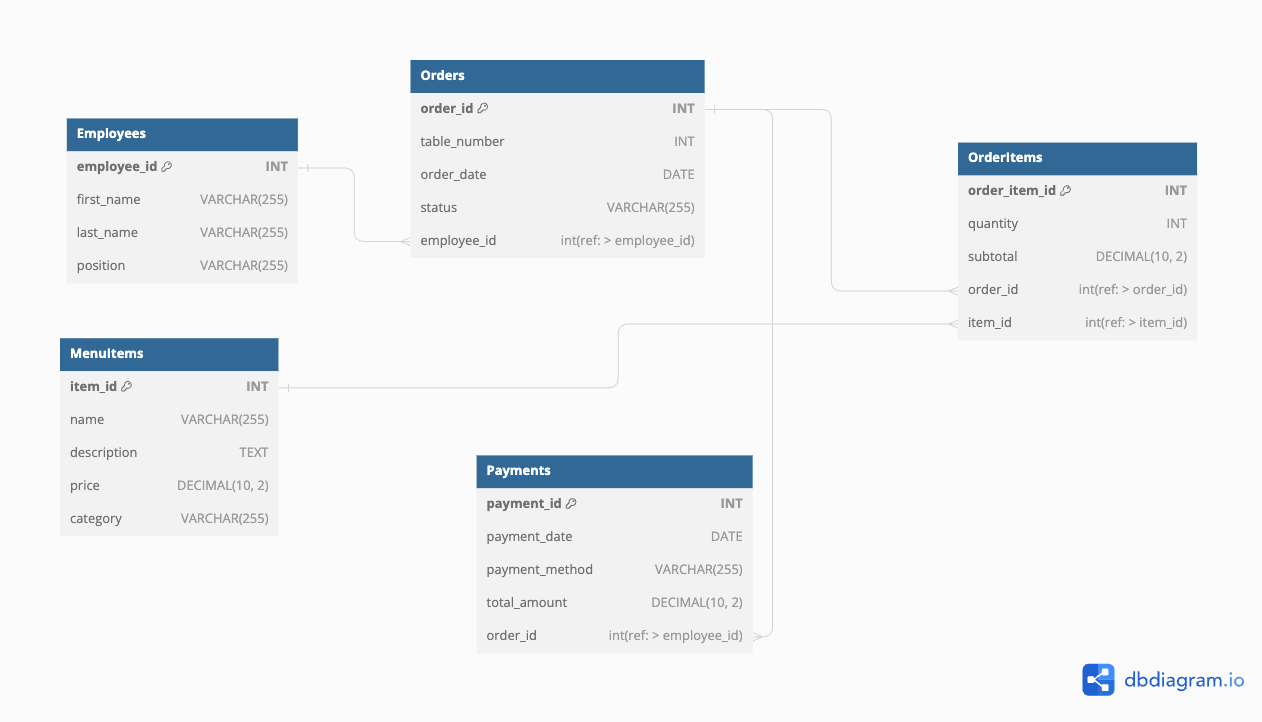 Orders
order_id INT
table_number INT
order_date DATE
status VARCHAR(255)
employee_id int(ref: > employee_id)
Employees
employee_id INT
first_name VARCHAR(255)
last_name VARCHAR(255)
position VARCHAR(255)
OrderItems
order_item_id INT
quantity INT
subtotal DECIMAL(10, 2)
order_id int(ref: > order_id)
item_id int(ref: > item_id)
MenuItems
item_id INT
name VARCHAR(255)
description TEXT
price DECIMAL(10, 2)
category VARCHAR(255)
Payments
payment_id INT
payment_date DATE
payment_method VARCHAR(255)
total_amount DECIMAL(10, 2)
order_id int(ref: > employee_id)
dbdiagram.io